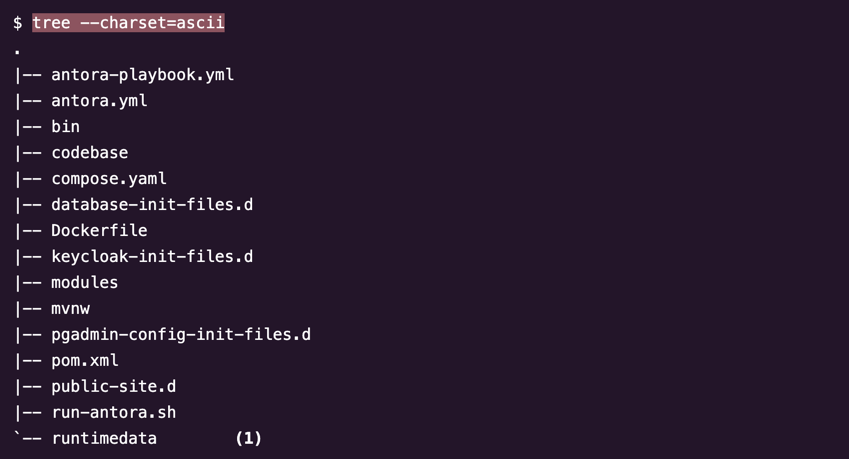 $ tree --charset=ascii
.
|-- antora-playbook.yml
|-- antora.yml
|-- bin
|-- codebase
|-- compose.yaml
|-- database-init-files.d
|-- Dockerfile
|-- keycloak-init-files.d
|-- modules
|-- mvnw
|-- pgadmin-config-init-files.d
|-- pom.xml
|-- public-site.d
|-- run-antora.sh
`-- runtimedata        (1)